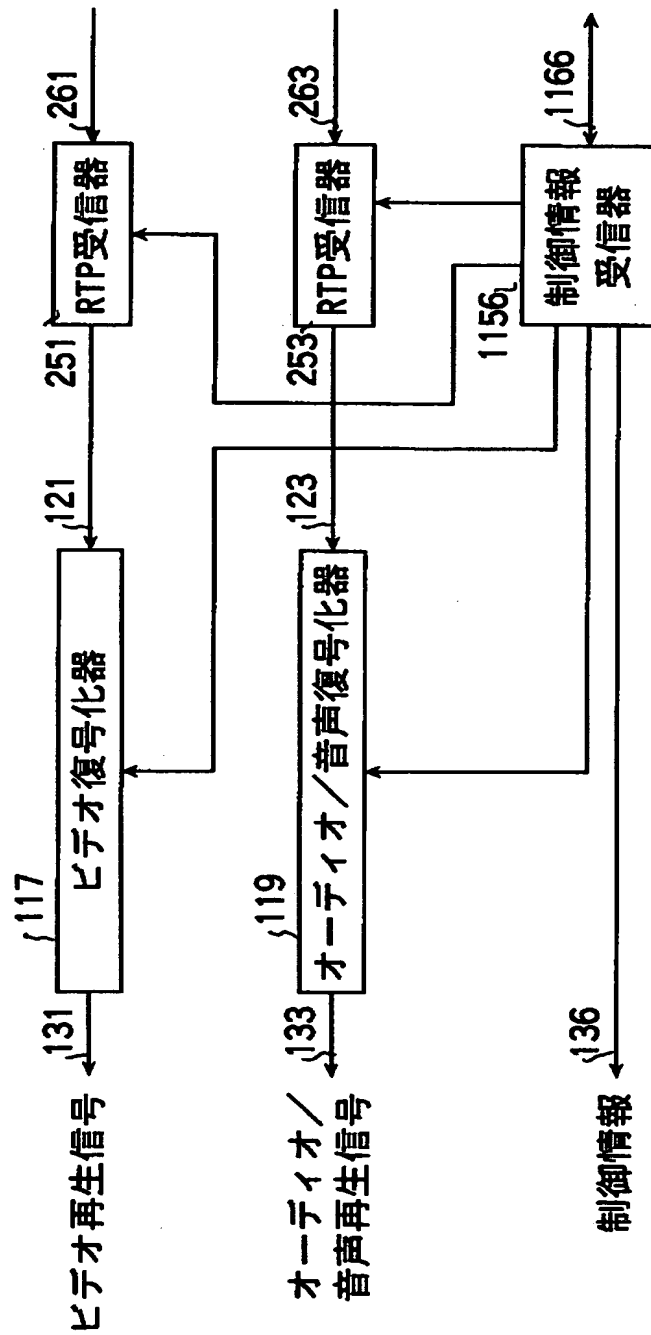 261
RTP受信器
251
121
117
ビデオ復号化器
131
ビデオ再生信号
263
RTP受信器
253
123
119
オーディオ/音声復号化器
133
オーディオ/
音声再生信号
1166
制御情報
受信器
1156
136
制御情報